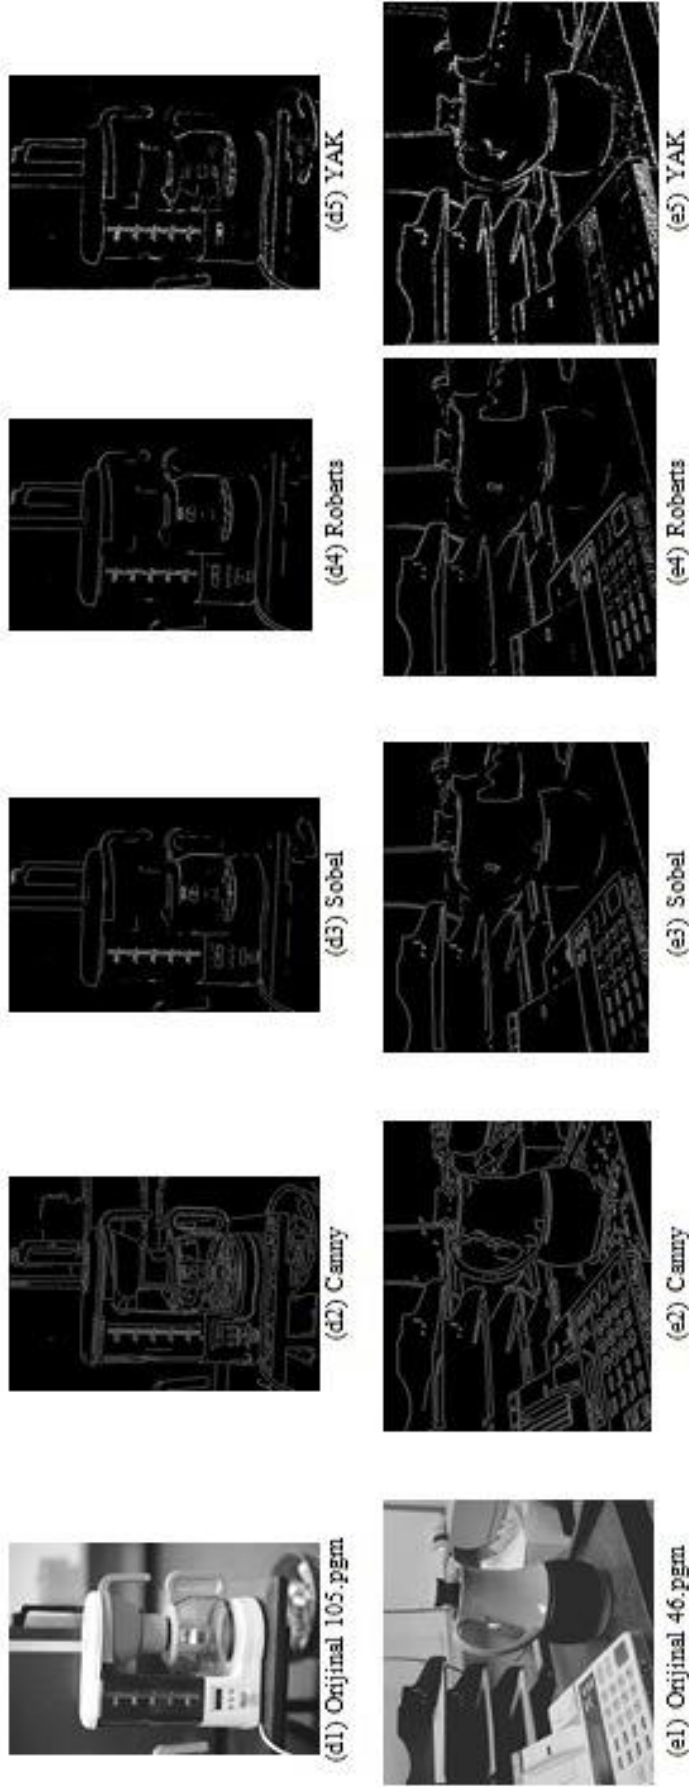 (d1) Orijinal 105.pgm
(d2) Canny
(d3) Sobel
(d4) Roberts
(d5) YAK
(e1) Orijinal 46.pgm
(e2) Canny
(e3) Sobel
(e4) Roberts
(e5) YAK